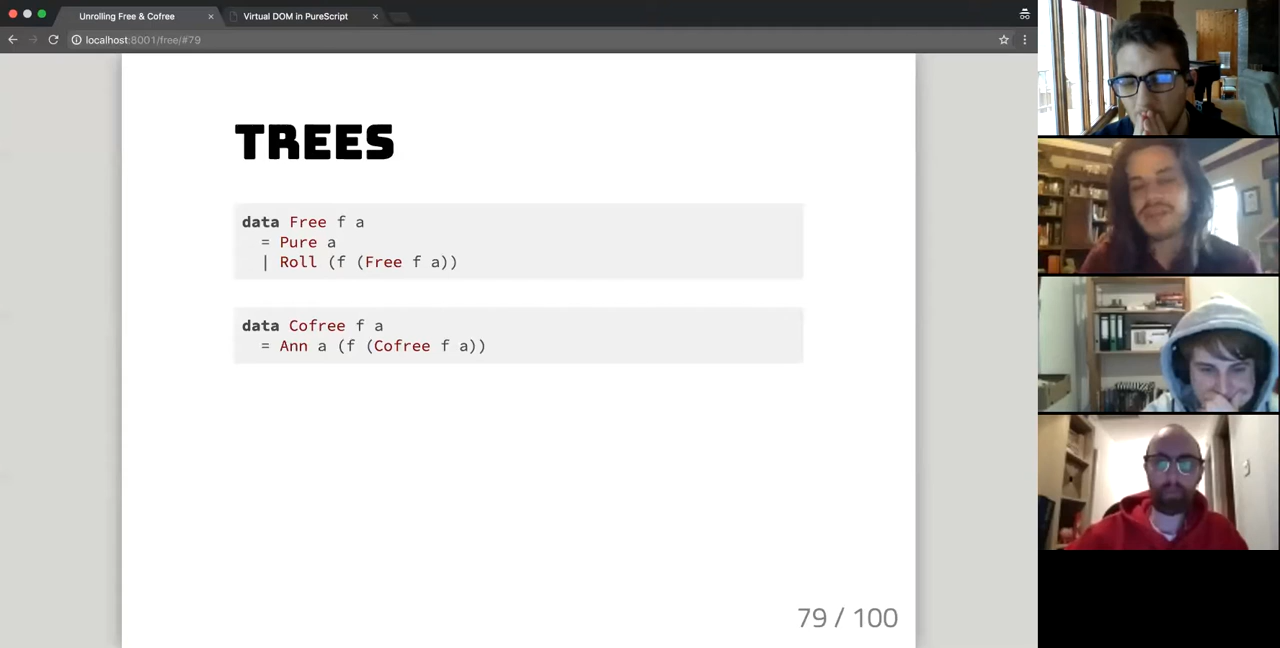 Unrolling Free & Cofree
Virtual DOM in PureScript
localhost:8001/free/#79
TREES
data Free f a
= Pure a
| Roll (f (Free f a))
data Cofree f a
= Ann a (f (Cofree f a))
79 / 100